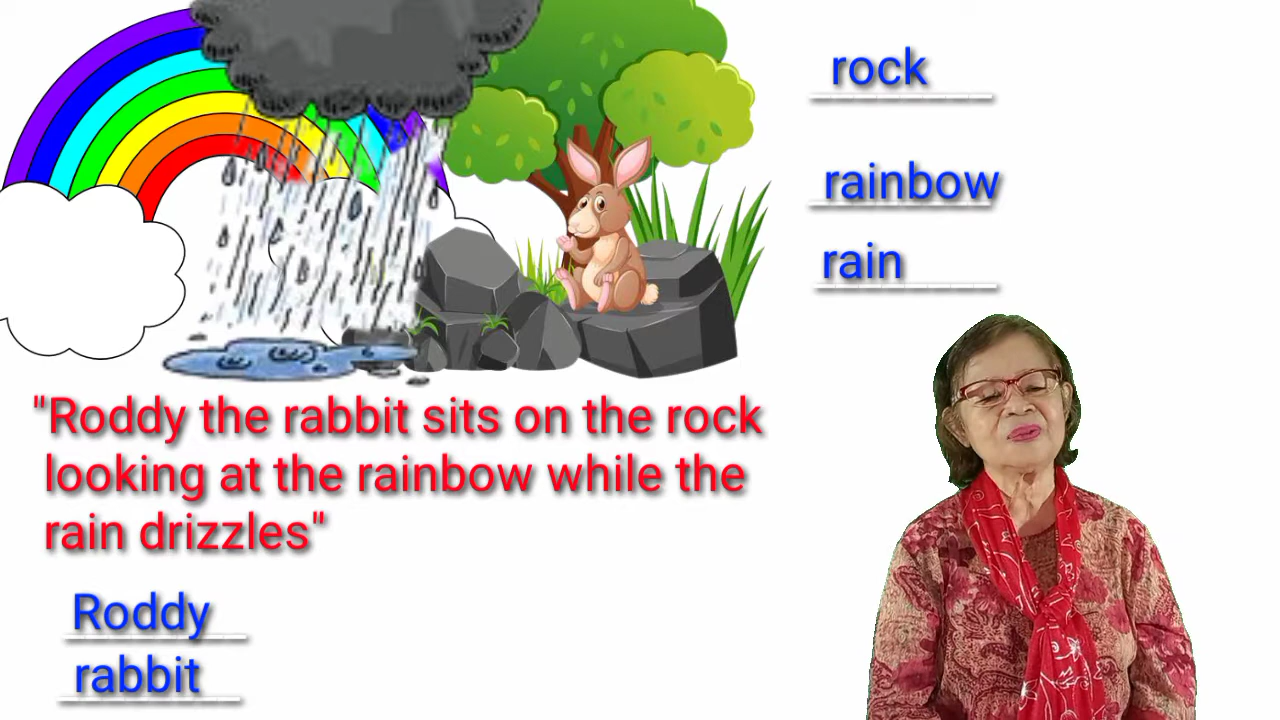 "Roddy the rabbit sits on the rock
looking at the rainbow while the
rain drizzles"
Roddy
rabbit
rock
rainbow
rain